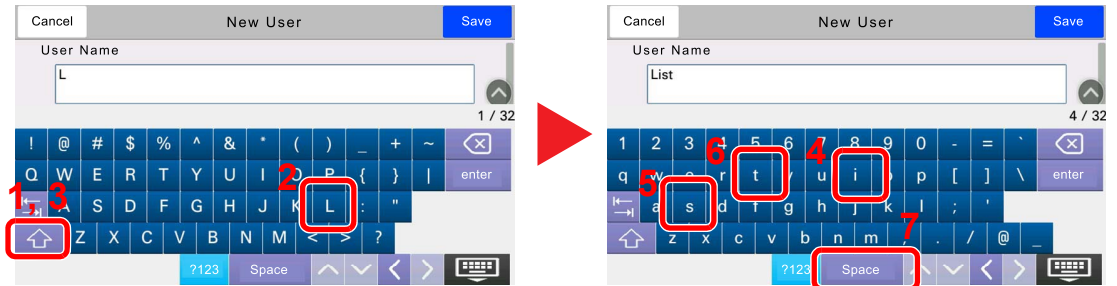 Cancel New User Save
User Name
L
1 / 32
! @ # $ % ^ & * ( ) _ + ~
2
Q W E R T Y U I O P { } | enter
1, 3
A S D F G H J K L : "
Z X C V B N M < > ?
?123 Space
Cancel New User Save
User Name
List
4 / 32
1 2 3 4 5 6 7 8 9 0 - = `
6 4
q w e r t y u i o p [ ] \ enter
5
a s d f g h j k l ; '
z x c v b n m , . / @ _
7
?123 Space